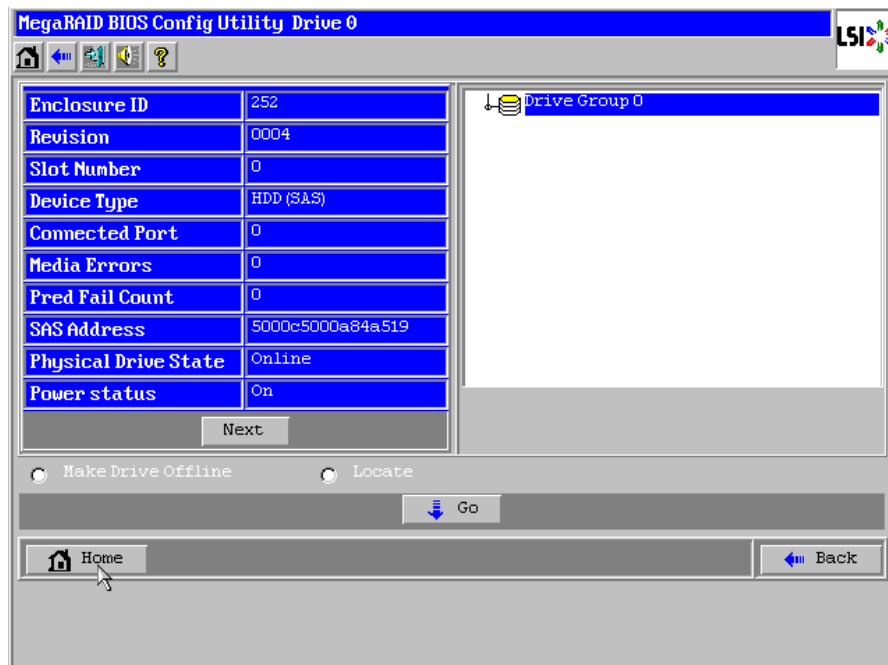 MegaRAID BIOS Config Utility Drive 0
LSI
Enclosure ID 252
Revision 0004
Slot Number 0
Device Type HDD (SAS)
Connected Port 0
Media Errors 0
Pred Fail Count 0
SAS Address 5000c5000a84a519
Physical Drive State Online
Power status On
Next
Drive Group 0
Make Drive Offline Locate
Go
Home Back